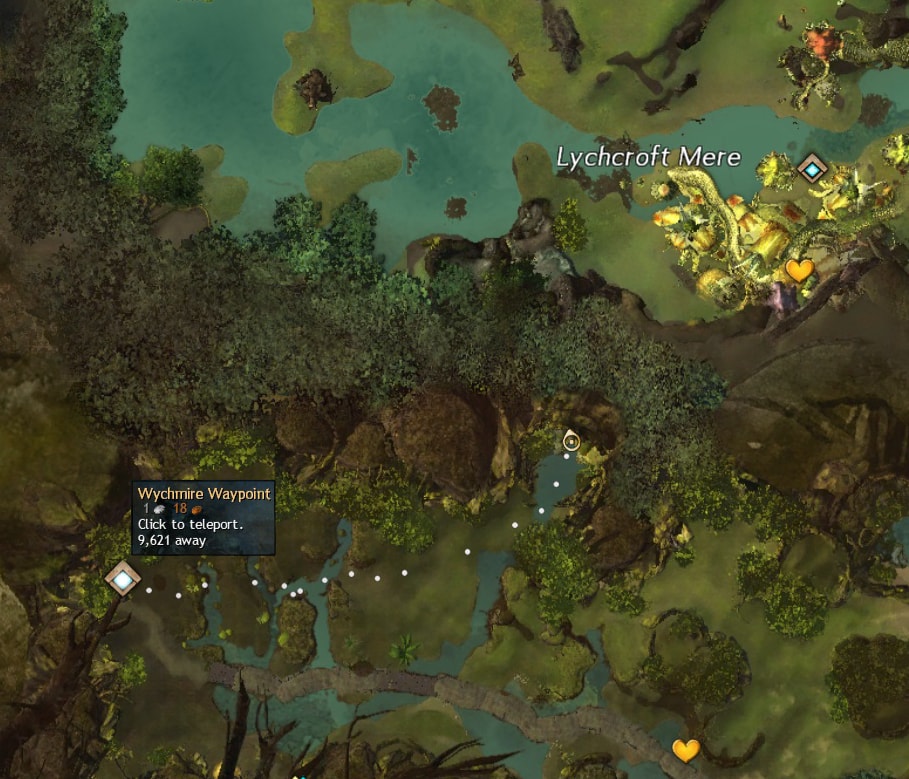 Lychcroft Mere
Wychmire Waypoint
1 18
Click to teleport.
9,621 away